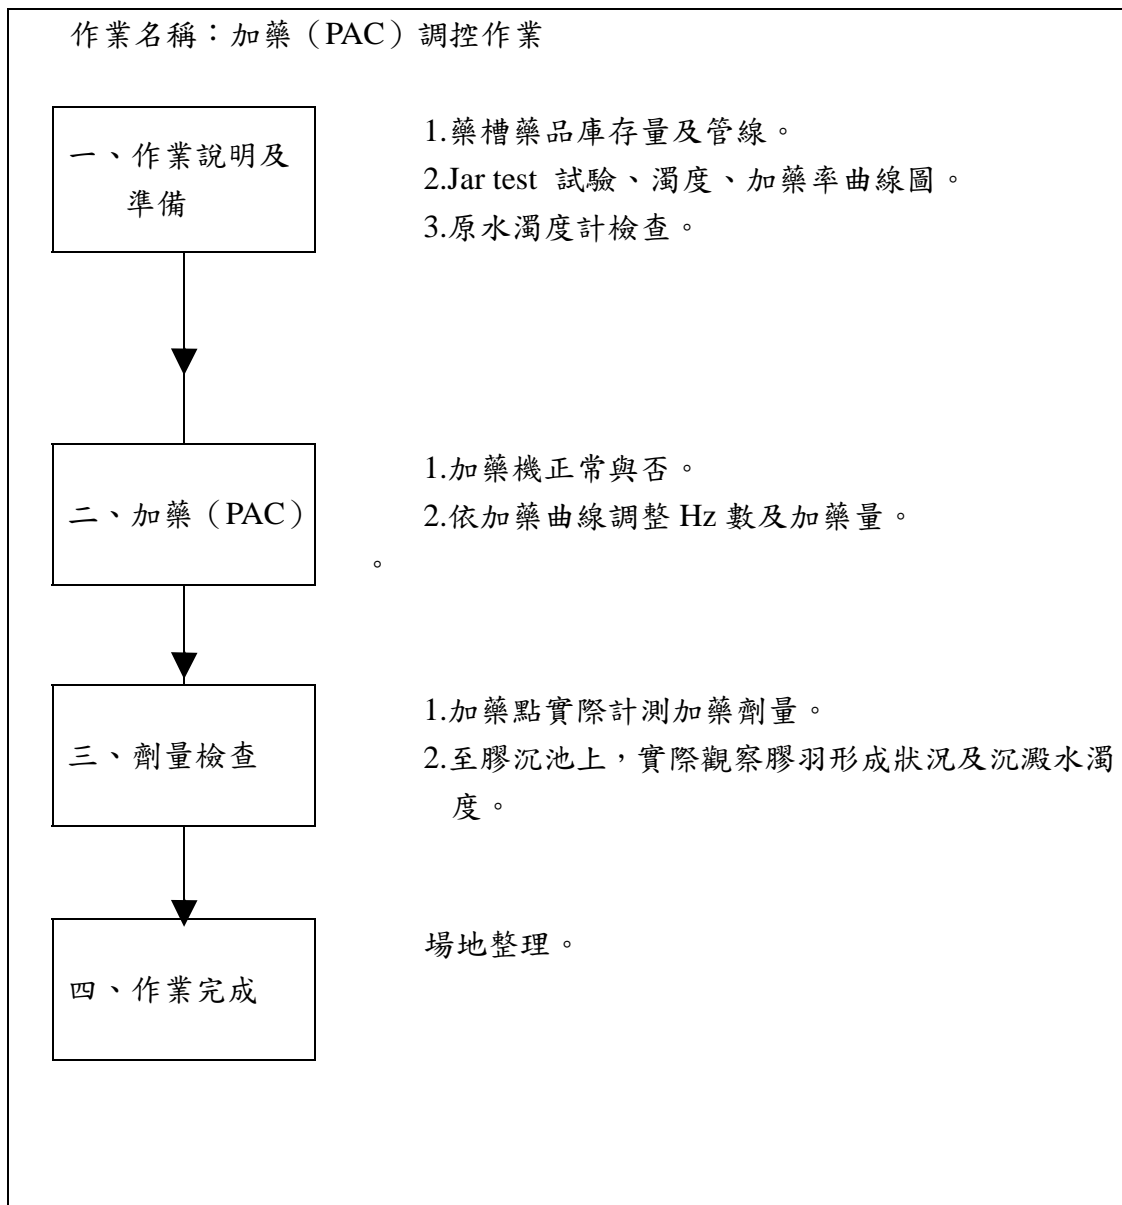 作業名稱：加藥（PAC）調控作業
一、作業說明及
準備
1.藥槽藥品庫存量及管線。
2.Jar test 試驗、濁度、加藥率曲線圖。
3.原水濁度計檢查。
二、加藥（PAC）
1.加藥機正常與否。
2.依加藥曲線調整 Hz 數及加藥量。
。
三、劑量檢查
1.加藥點實際計測加藥劑量。
2.至膠沉池上，實際觀察膠羽形成狀況及沉澱水濁
度。
四、作業完成
場地整理。